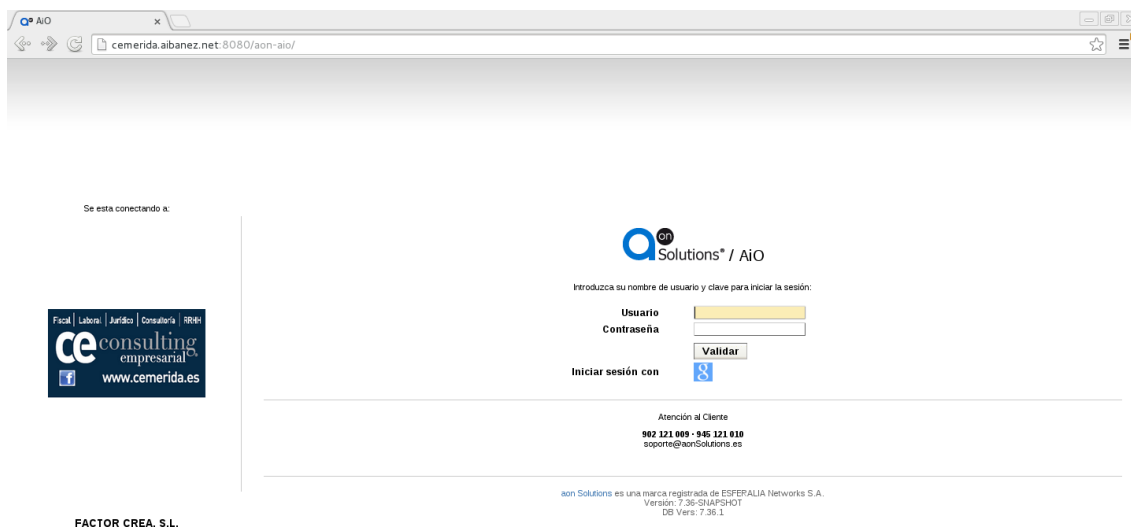 AiO
cemerida.aibanez.net:8080/aon-aio/
Se esta conectando a:
Fiscal | Laboral | Jurídico | Consultoría | RRHH
ce consulting
empresarial
www.cemerida.es
FACTOR CREA, S.L.
aon
Solutions® / AiO
Introduzca su nombre de usuario y clave para iniciar la sesión:
Usuario
Contraseña
Validar
Iniciar sesión con
Atención al Cliente
902 121 009 - 945 121 010
soporte@aonSolutions.es
aon Solutions es una marca registrada de ESFERALIA Networks S.A.
Versión: 7.36-SNAPSHOT
DB Vers: 7.36.1